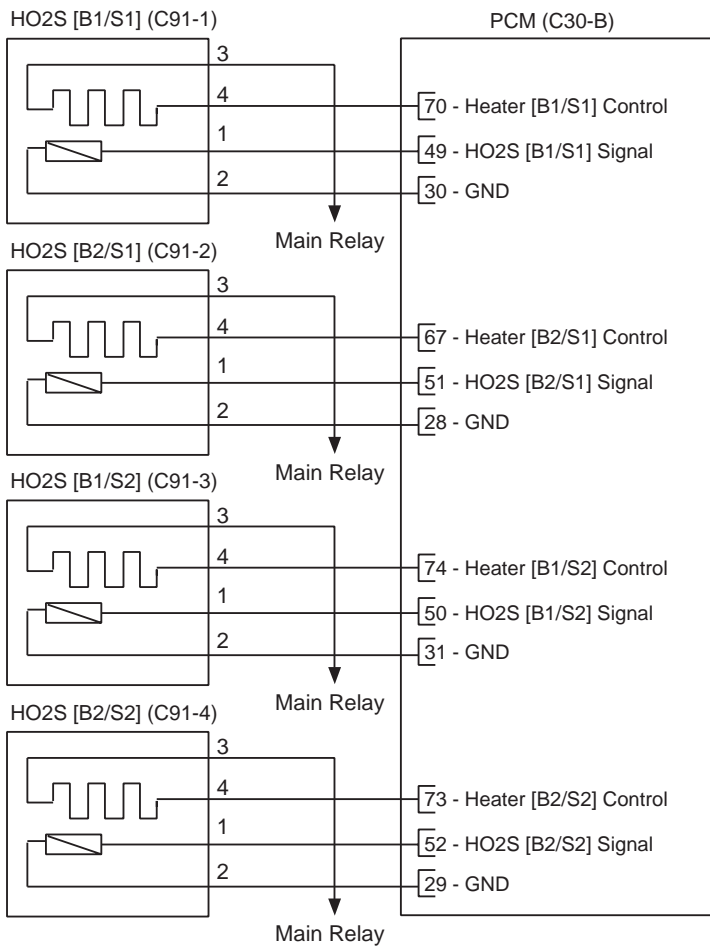 HO2S [B1/S1] (C91-1)
PCM (C30-B)
3
4
70 - Heater [B1/S1] Control
1
49 - HO2S [B1/S1] Signal
2
30 - GND
Main Relay
HO2S [B2/S1] (C91-2)
3
4
67 - Heater [B2/S1] Control
1
51 - HO2S [B2/S1] Signal
2
28 - GND
Main Relay
HO2S [B1/S2] (C91-3)
3
4
74 - Heater [B1/S2] Control
1
50 - HO2S [B1/S2] Signal
2
31 - GND
Main Relay
HO2S [B2/S2] (C91-4)
3
4
73 - Heater [B2/S2] Control
1
52 - HO2S [B2/S2] Signal
2
29 - GND
Main Relay